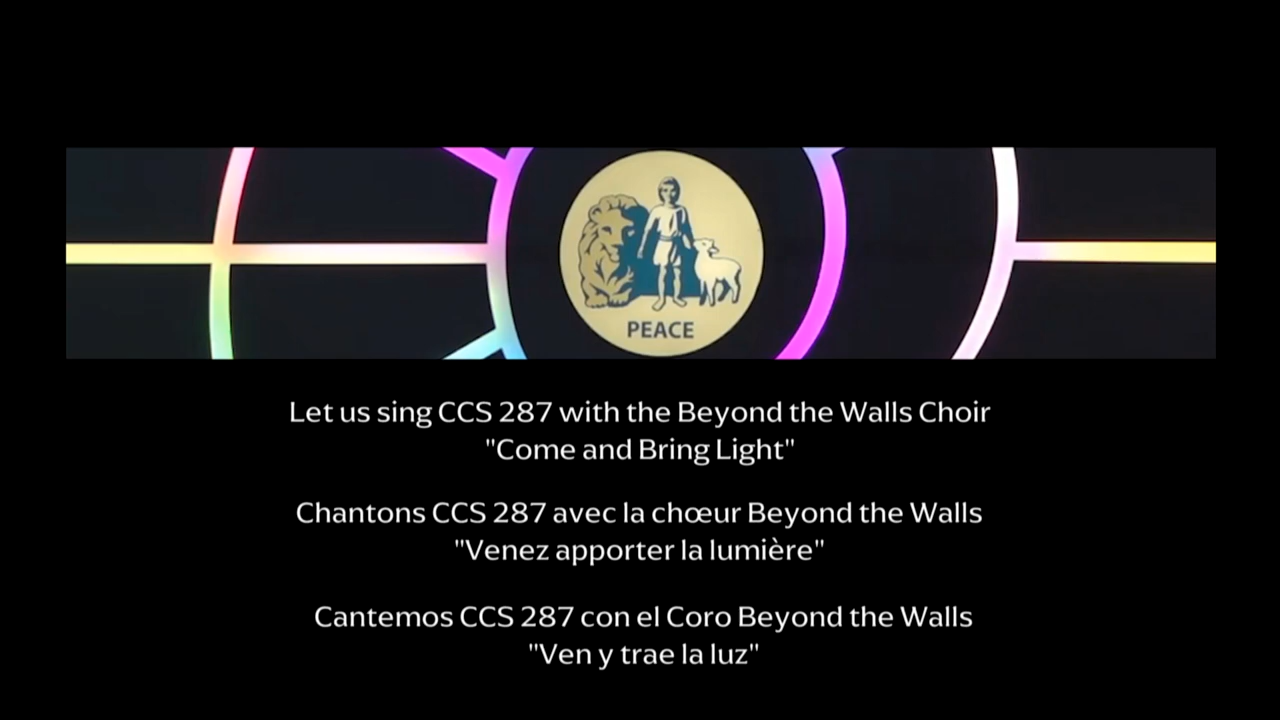 PEACE
Let us sing CCS 287 with the Beyond the Walls Choir
"Come and Bring Light"
Chantons CCS 287 avec la chœur Beyond the Walls
"Venez apporter la lumière"
Cantemos CCS 287 con el Coro Beyond the Walls
"Ven y trae la luz"